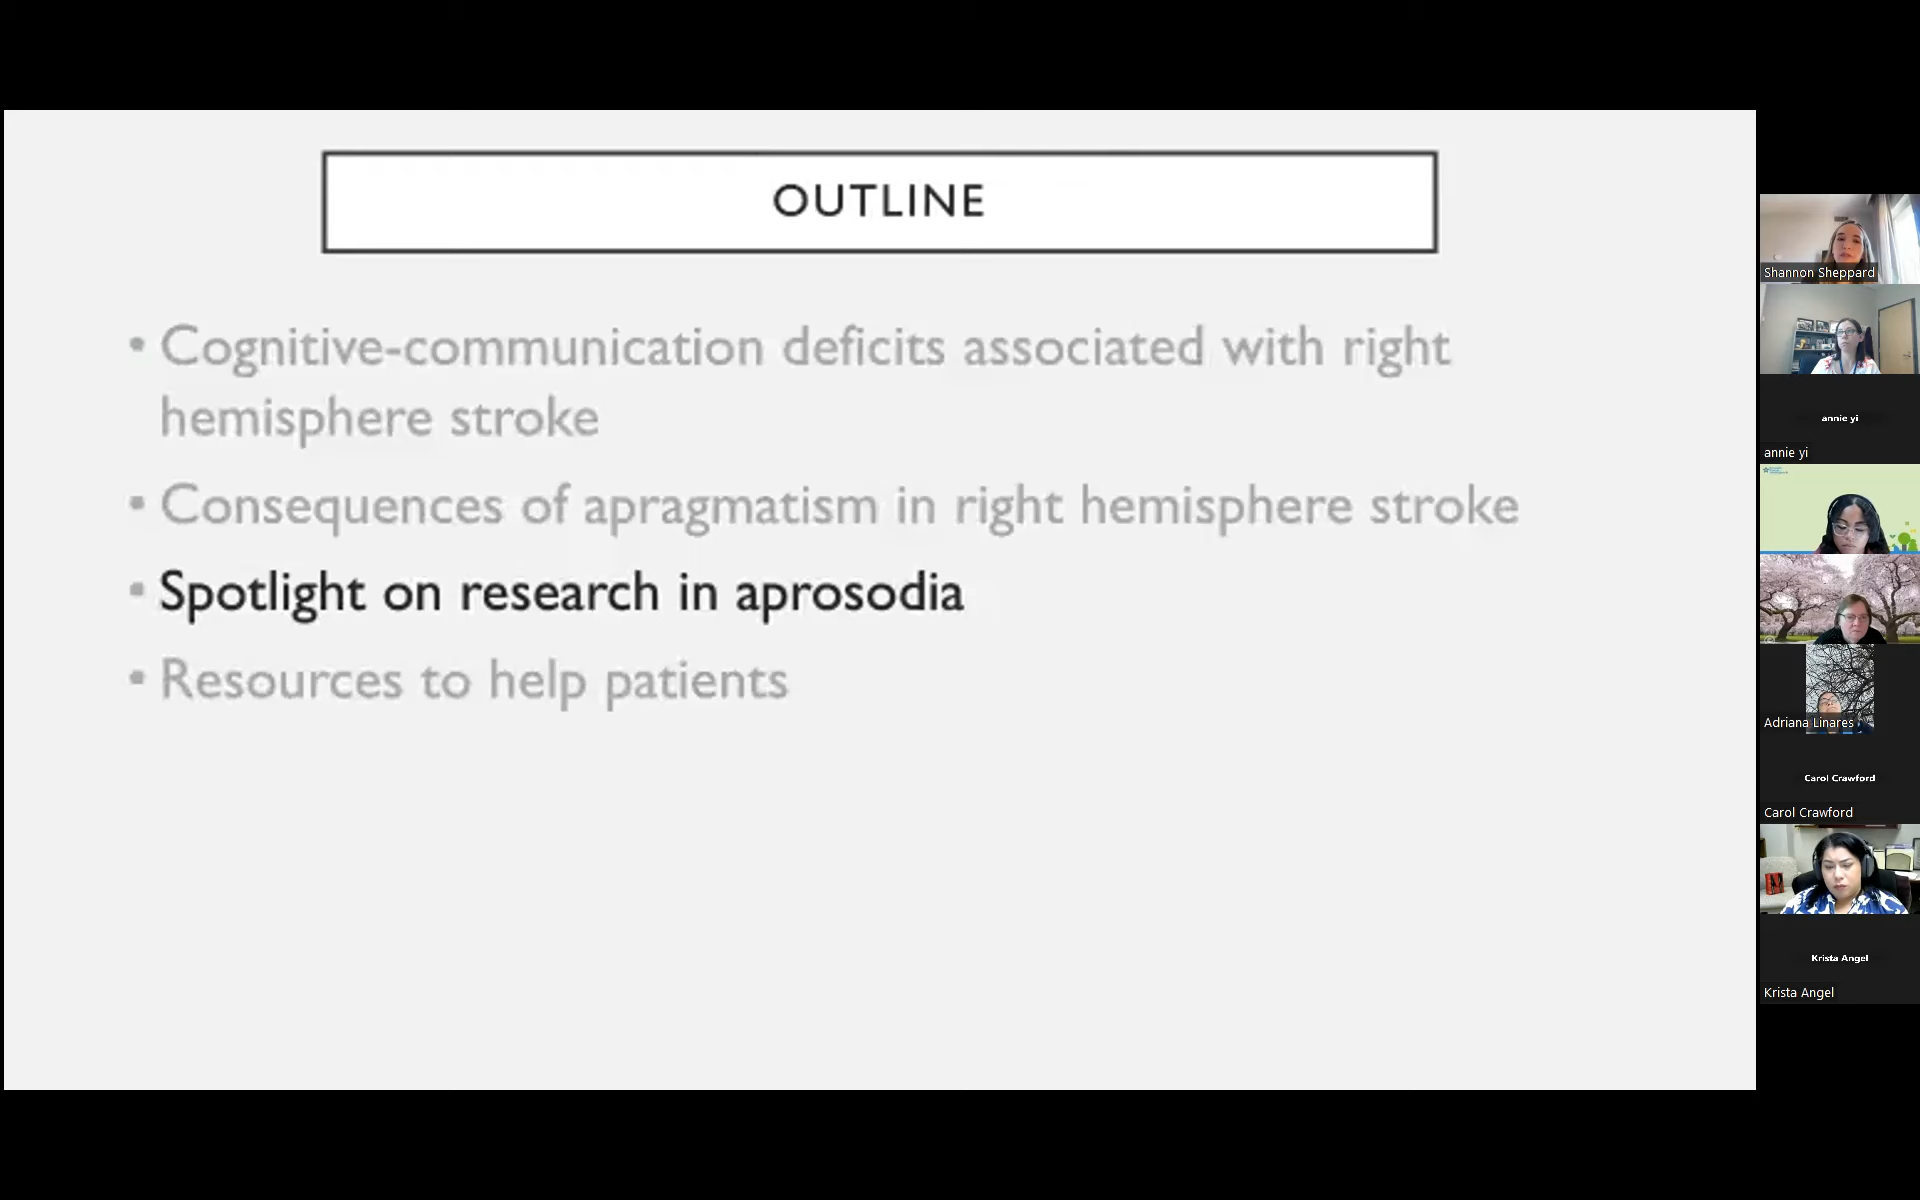 OUTLINE
• Cognitive-communication deficits associated with right
hemisphere stroke
• Consequences of apragmatism in right hemisphere stroke
• Spotlight on research in aprosodia
• Resources to help patients
Shannon Sheppard
annie yi
annie yi
Adriana Linares
Carol Crawford
Carol Crawford
Krista Angel
Krista Angel